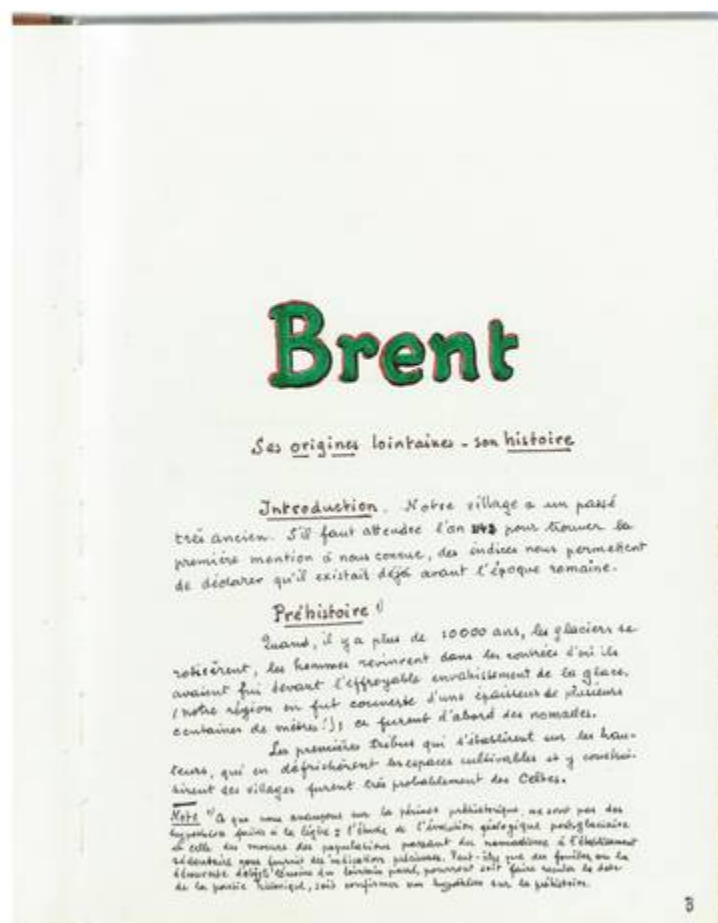 Brent
Ses origines lointaines - son histoire
Introduction. Notre village a un passé
très ancien. S'il faut attendre l'an pour trouver la
première mention à nous connue, des indices nous permettent
de déclarer qu'il existait déjà avant l'époque romaine.
Préhistoire 1)
Quand, il y a plus de 10000 ans, les glaciers se
retirèrent, les hommes revinrent dans les contrées d'où ils
avaient fui devant l'effroyable envahissement de la glace,
(notre région en fut couverte d'une épaisseur de plusieurs
centaines de mètres!); ce furent d'abord des nomades.
Les premières tribus qui s'établirent sur les hau-
teurs, qui en défrichèrent les espaces cultivables et y construi-
sirent des villages furent très probablement des Celtes.
Note 1) Ce que nous avançons sur la période préhistorique, ne sont pas des
hypothèses faites à la légère; l'étude de l'évolution géologique postglaciaire
et celle des moeurs des populations passant du nomadisme à l'établissement
sédentaire nous fournit des indications précieuses. Peut-être que des fouilles ou la
découverte d'objets témoins du lointain passé, pourront soit faire reculer la date
de la partie historique, soit confirmer nos hypothèses sur la préhistoire.
3